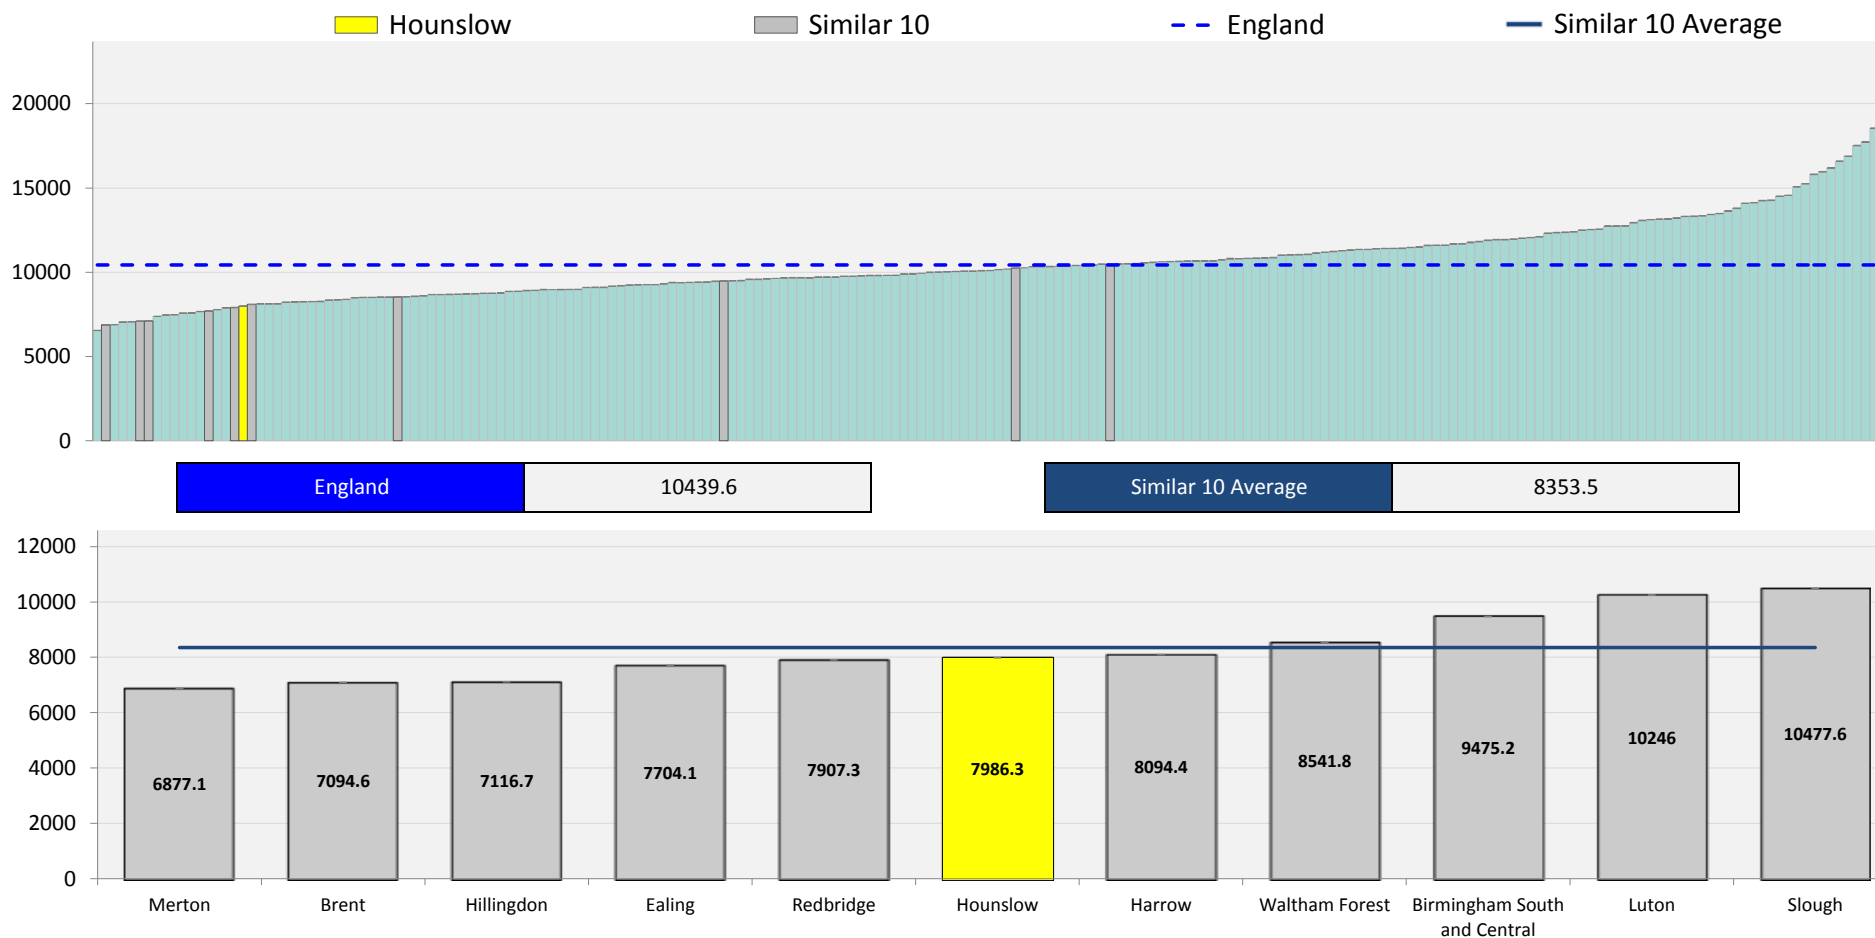 Hounslow Similar 10 England Similar 10 Average
20000
15000
10000
5000
0
England 10439.6 Similar 10 Average 8353.5
12000
10000
8000
6000
4000
2000
0
6877.1 7094.6 7116.7 7704.1 7907.3 7986.3 8094.4 8541.8 9475.2 10246 10477.6
Merton Brent Hillingdon Ealing Redbridge Hounslow Harrow Waltham Forest Birmingham South Luton Slough
and Central